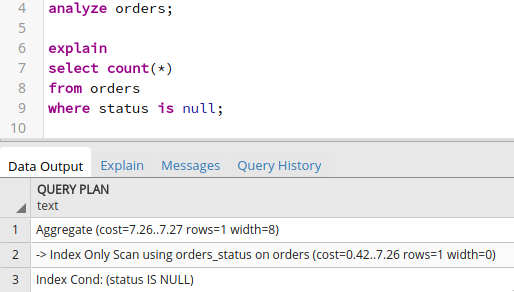 4 analyze orders;
5
6 explain
7 select count(*)
8 from orders
9 where status is null;
10
Data Output Explain Messages Query History
QUERY PLAN
text
1 Aggregate (cost=7.26..7.27 rows=1 width=8)
2 -> Index Only Scan using orders_status on orders (cost=0.42..7.26 rows=1 width=0)
3 Index Cond: (status IS NULL)